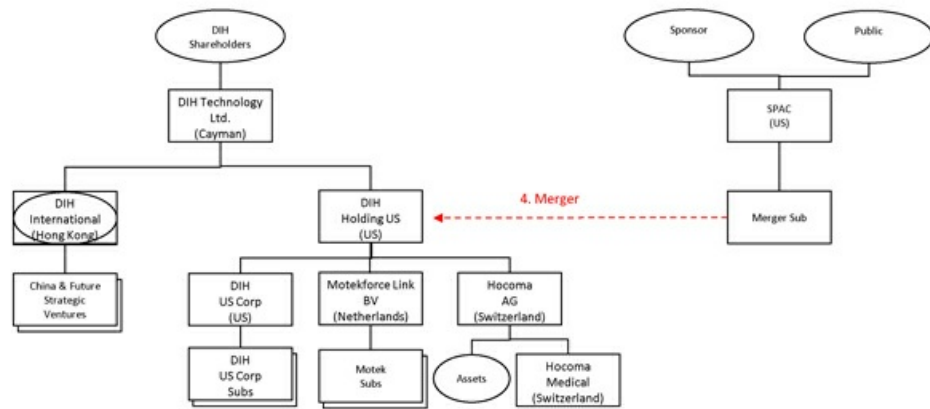 DIH
Shareholders
Sponsor
Public
DIH Technology
Ltd.
(Cayman)
SPAC
(US)
DIH
International
(Hong Kong)
DIH
Holding US
(US)
4. Merger
Merger Sub
China & Future
Strategic
Ventures
DIH
US Corp
(US)
Motekforce Link
BV
(Netherlands)
Hocoma
AG
(Switzerland)
DIH
US Corp
Subs
Motek
Subs
Assets
Hocoma
Medical
(Switzerland)